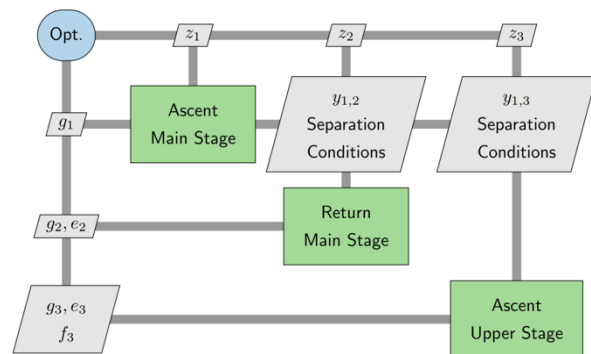 Opt.
z₁
z₂
z₃
g₁
Ascent
Main Stage
y₁,₂
Separation
Conditions
y₁,₃
Separation
Conditions
g₂, e₂
Return
Main Stage
g₃, e₃
f₃
Ascent
Upper Stage